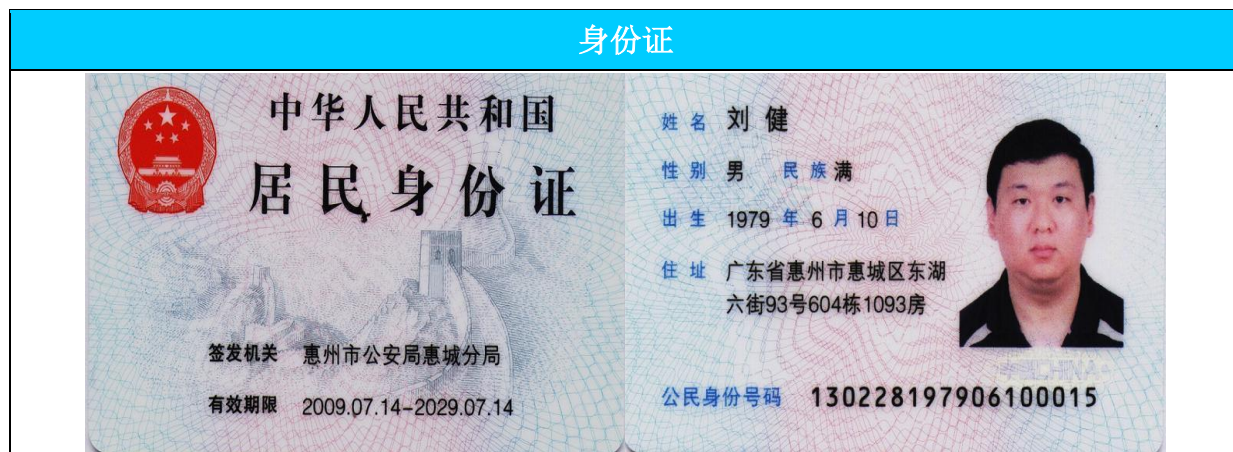 身份证
中华人民共和国
居民身份证
签发机关 惠州市公安局惠城分局
有效期限 2009.07.14-2029.07.14
姓名 刘健
性别 男 民族 满
出生 1979 年 6 月 10 日
住址 广东省惠州市惠城区东湖
六街93号604栋1093房
公民身份号码 130228197906100015